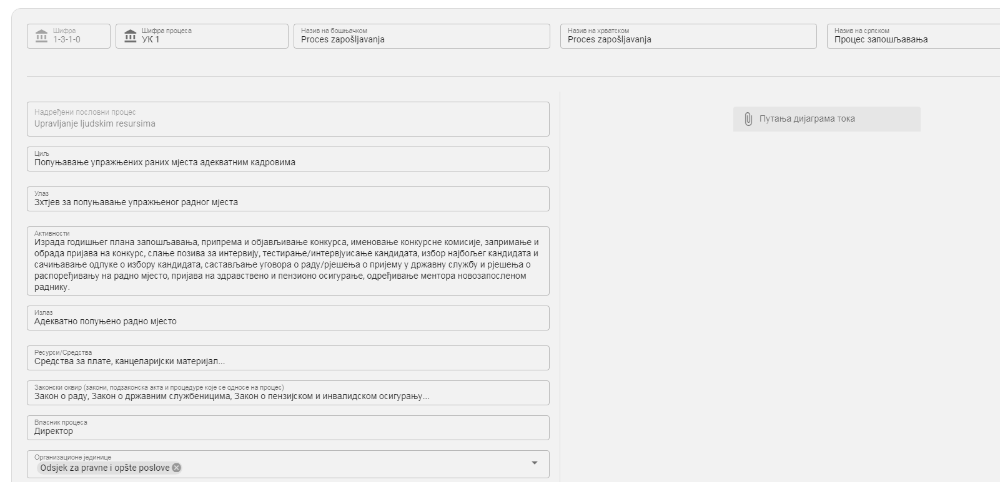 Шифра
1-3-1-0
Шифра процеса
УК 1
Назив на бошњачком
Proces zapošljavanja
Назив на хрватском
Proces zapošljavanja
Назив на српском
Процес запошљавања
Надређени пословни процес
Upravljanje ljudskim resursima
Путања дијаграма тока
Циљ
Попуњавање упражњених раних мјеста адекватним кадровима
Улаз
Зхтјев за попуњавање упражњеног радног мјеста
Активности
Израда годишњег плана запошљавања, припрема и објављивање конкурса, именовање конкурсне комисије, запримање и
обрада пријава на конкурс, слање позива за интервију, тестирање/интервјуисање кандидата, избор најбољег кандидата и
сачињавање одлуке о избору кандидата, састављање уговора о раду/рјешења о пријему у државну службу и рјешења о
распоређивању на радно мјесто, пријава на здравствено и пензионо осигурање, одређивање ментора новозапосленом
раднику.
Излаз
Адекватно попуњено радно мјесто
Ресурси/Средства
Средства за плате, канцеларијски материјал...
Законски оквир (закони, подзаконска акта и процедуре које се односе на процес)
Закон о раду, Закон о државним службеницима, Закон о пензијском и инвалидском осигурању...
Власник процеса
Директор
Организационе јединице
Odsjek za pravne i opšte poslove